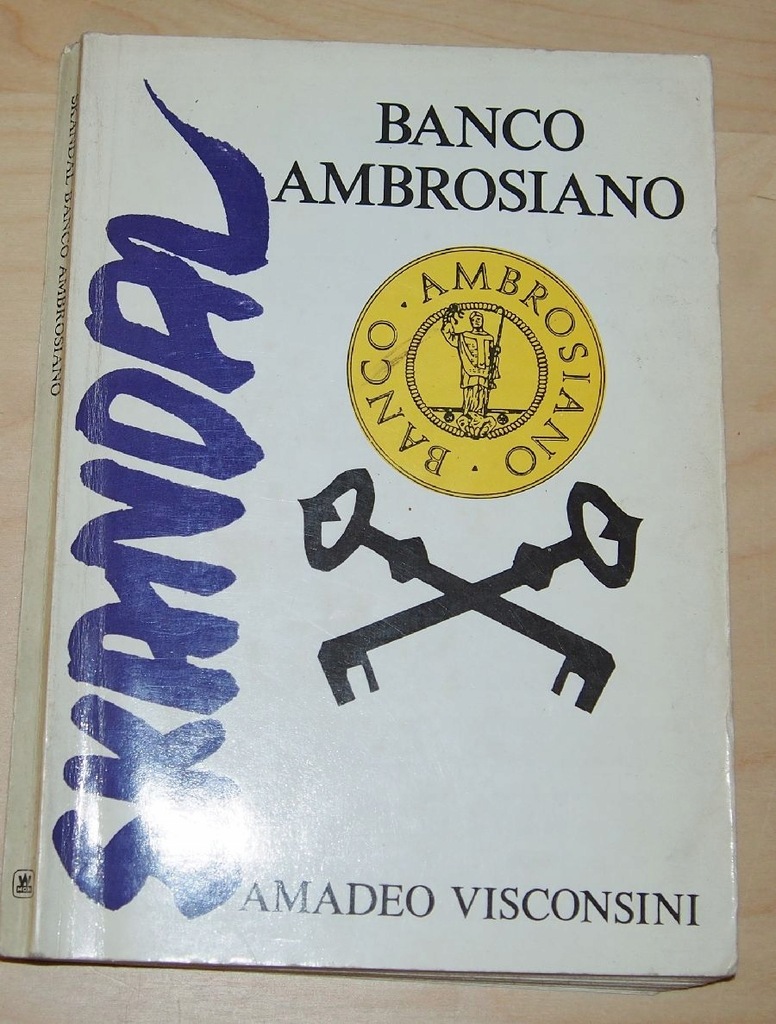 SKANDAL
BANCO
AMBROSIANO
BANCO · AMBROSIANO ·
AMADEO VISCONSINI
SKANDAL BANCO AMBROSIANO